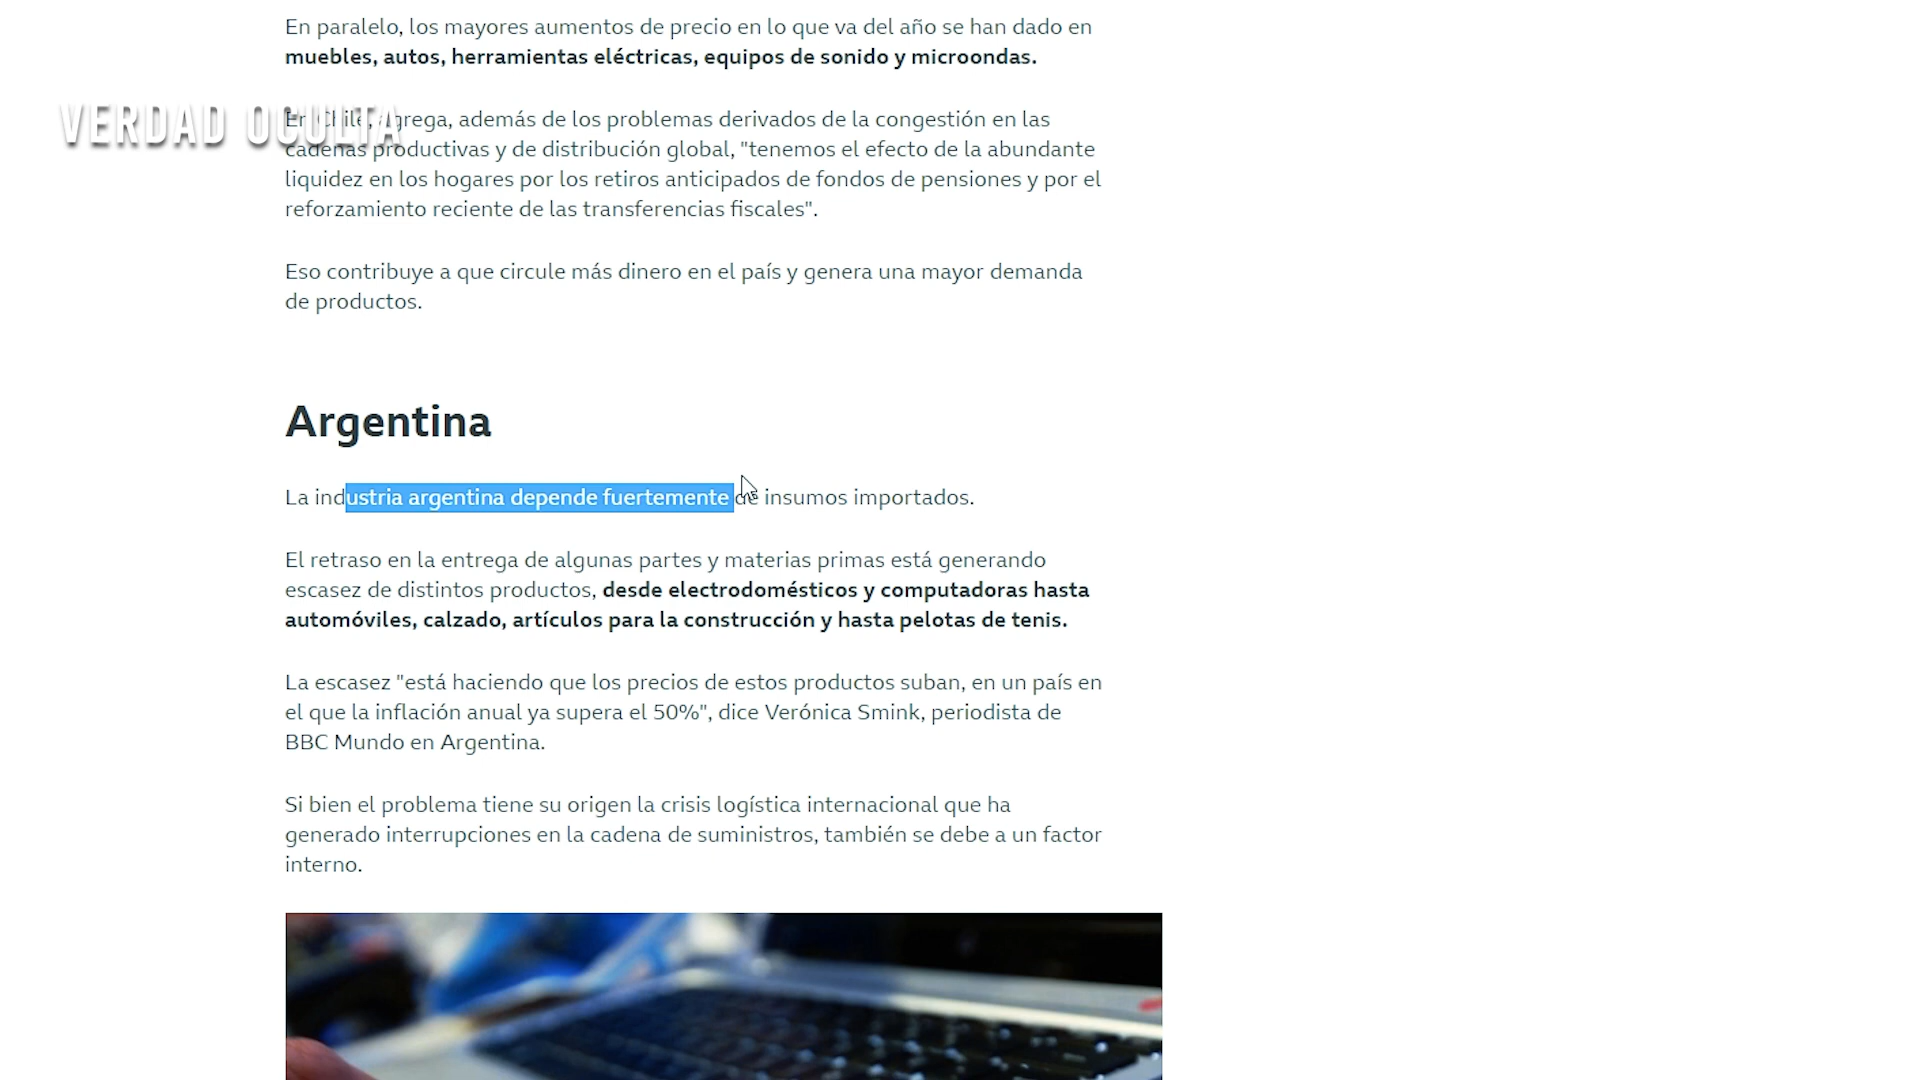 En paralelo, los mayores aumentos de precio en lo que va del año se han dado en
muebles, autos, herramientas eléctricas, equipos de sonido y microondas.
VERDAD OCULTA
En Chile, agrega, además de los problemas derivados de la congestión en las
cadenas productivas y de distribución global, "tenemos el efecto de la abundante
liquidez en los hogares por los retiros anticipados de fondos de pensiones y por el
reforzamiento reciente de las transferencias fiscales".
Eso contribuye a que circule más dinero en el país y genera una mayor demanda
de productos.
Argentina
La industria argentina depende fuertemente de insumos importados.
El retraso en la entrega de algunas partes y materias primas está generando
escasez de distintos productos, desde electrodomésticos y computadoras hasta
automóviles, calzado, artículos para la construcción y hasta pelotas de tenis.
La escasez "está haciendo que los precios de estos productos suban, en un país en
el que la inflación anual ya supera el 50%", dice Verónica Smink, periodista de
BBC Mundo en Argentina.
Si bien el problema tiene su origen la crisis logística internacional que ha
generado interrupciones en la cadena de suministros, también se debe a un factor
interno.